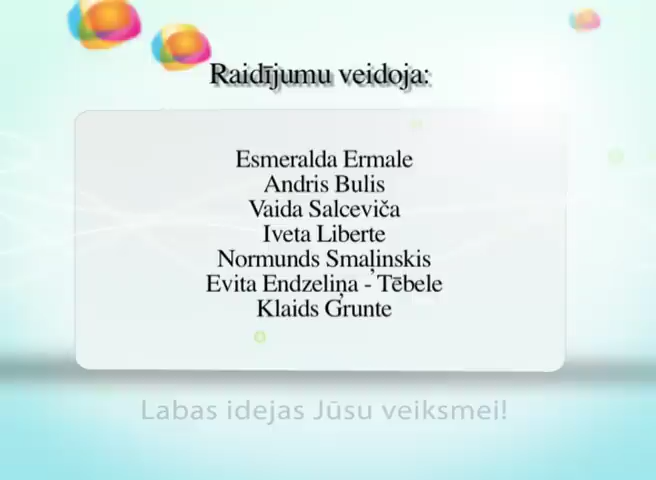 Raidījumu veidoja:
Esmeralda Ermale
Andris Bulis
Vaida Salceviča
Iveta Liberte
Normunds Smaļinskis
Evita Endzeliņa - Tēbele
Klaids Grunte
Labas idejas Jūsu veiksmei!